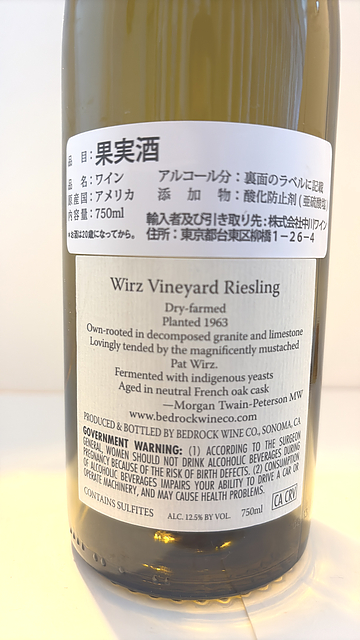 品　目：果実酒
品　名：ワイン　アルコール分：裏面のラベルに記載
原産国：アメリカ　添　加　物：酸化防止剤(亜硫酸塩)
内容量：750ml　輸入者及び引き取り先：株式会社中川ワイン
※お酒は20歳になってから。　住所：東京都台東区柳橋1-26-4
Wirz Vineyard Riesling
Dry-farmed
Planted 1963
Own-rooted in decomposed granite and limestone
Lovingly tended by the magnificently mustached
Pat Wirz.
Fermented with indigenous yeasts
Aged in neutral French oak cask
—Morgan Twain-Peterson MW
www.bedrockwineco.com
PRODUCED & BOTTLED BY BEDROCK WINE CO., SONOMA, CA
GOVERNMENT WARNING: (1) ACCORDING TO THE SURGEON
GENERAL, WOMEN SHOULD NOT DRINK ALCOHOLIC BEVERAGES DURING
PREGNANCY BECAUSE OF THE RISK OF BIRTH DEFECTS. (2) CONSUMPTION
OF ALCOHOLIC BEVERAGES IMPAIRS YOUR ABILITY TO DRIVE A CAR OR
OPERATE MACHINERY, AND MAY CAUSE HEALTH PROBLEMS.
CONTAINS SULFITES　ALC. 12.5% BY VOL.　750ml　CA CRV